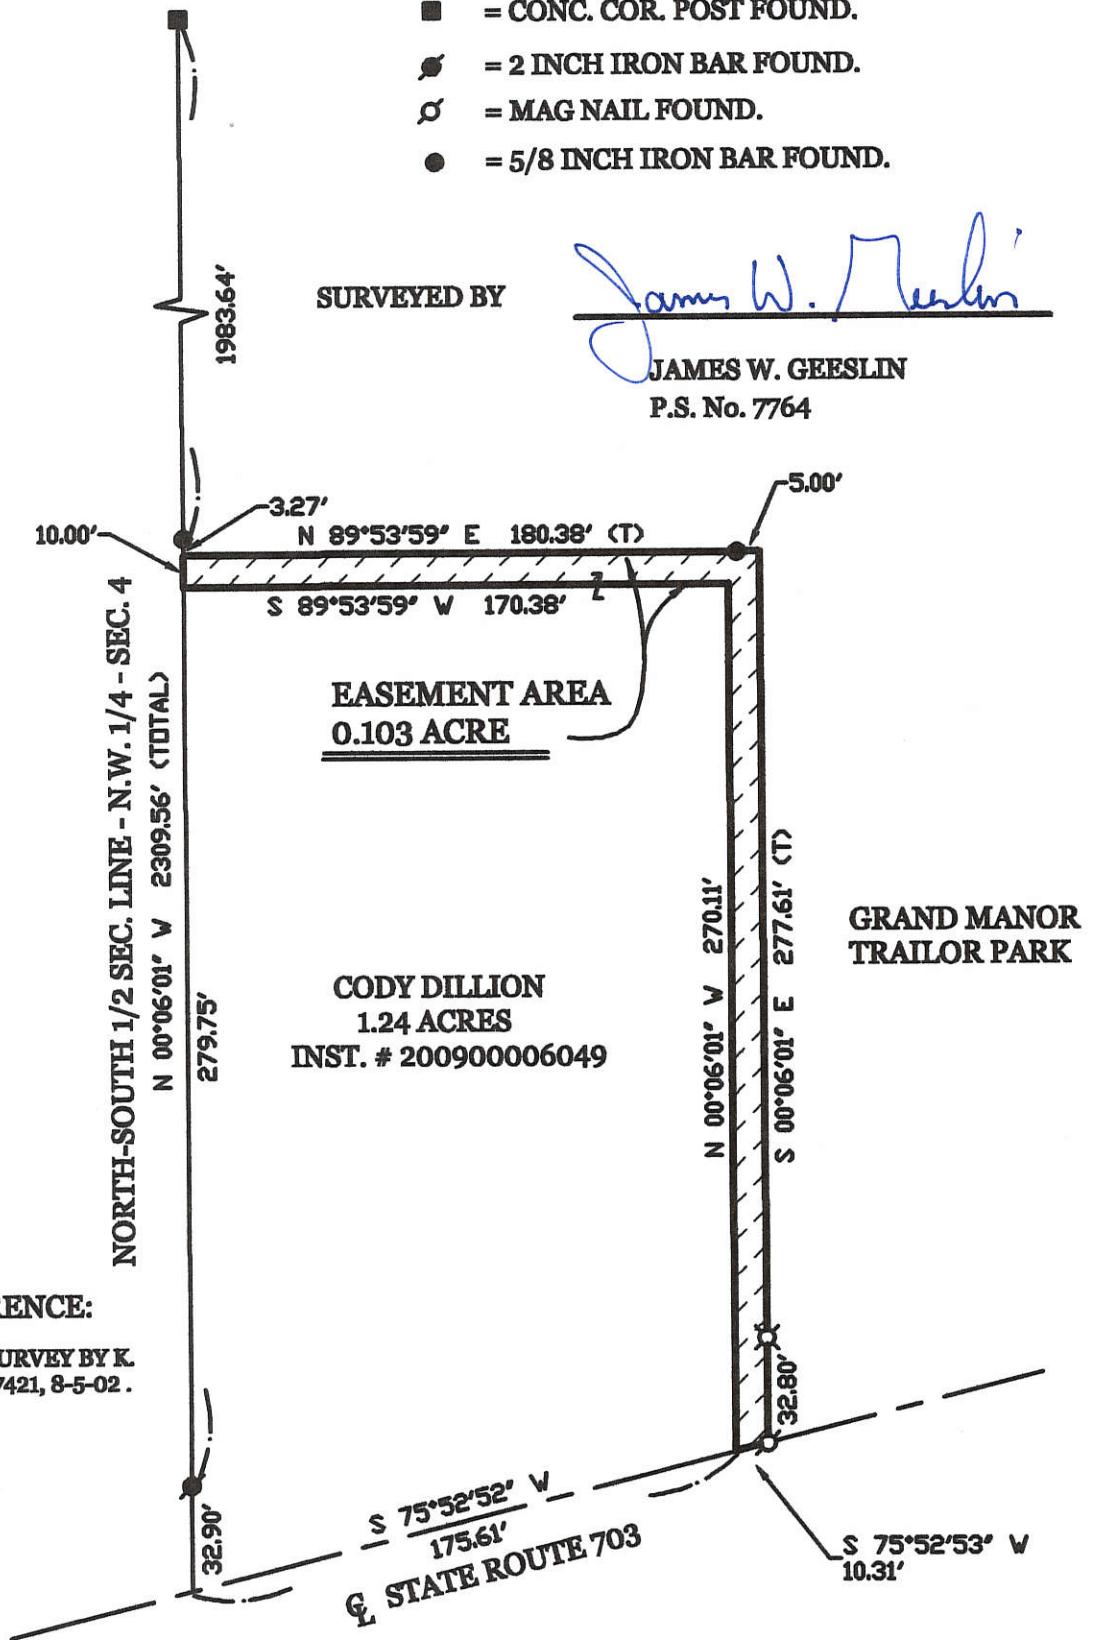 = CONC. COR. POST FOUND.
= 2 INCH IRON BAR FOUND.
= MAG NAIL FOUND.
= 5/8 INCH IRON BAR FOUND.
1983.64'
SURVEYED BY
James W. Geeslin
JAMES W. GEESLIN
P.S. No. 7764
5.00'
3.27'
10.00'
N 89°53'59" E 180.38' (T)
S 89°53'59" W 170.38'
EASEMENT AREA
0.103 ACRE
NORTH-SOUTH 1/2 SEC. LINE - N.W. 1/4 - SEC. 4
N 00°06'01" W 2309.56' (TOTAL)
279.75'
CODY DILLION
1.24 ACRES
INST. # 200900006049
N 00°06'01" W 270.11'
S 00°06'01" E 277.61' (T)
GRAND MANOR
TRAILOR PARK
RENCE:
URVEY BY K.
7421, 8-5-02 .
32.80'
32.90'
S 75°52'52" W
175.61'
℄ STATE ROUTE 703
S 75°52'53" W
10.31'